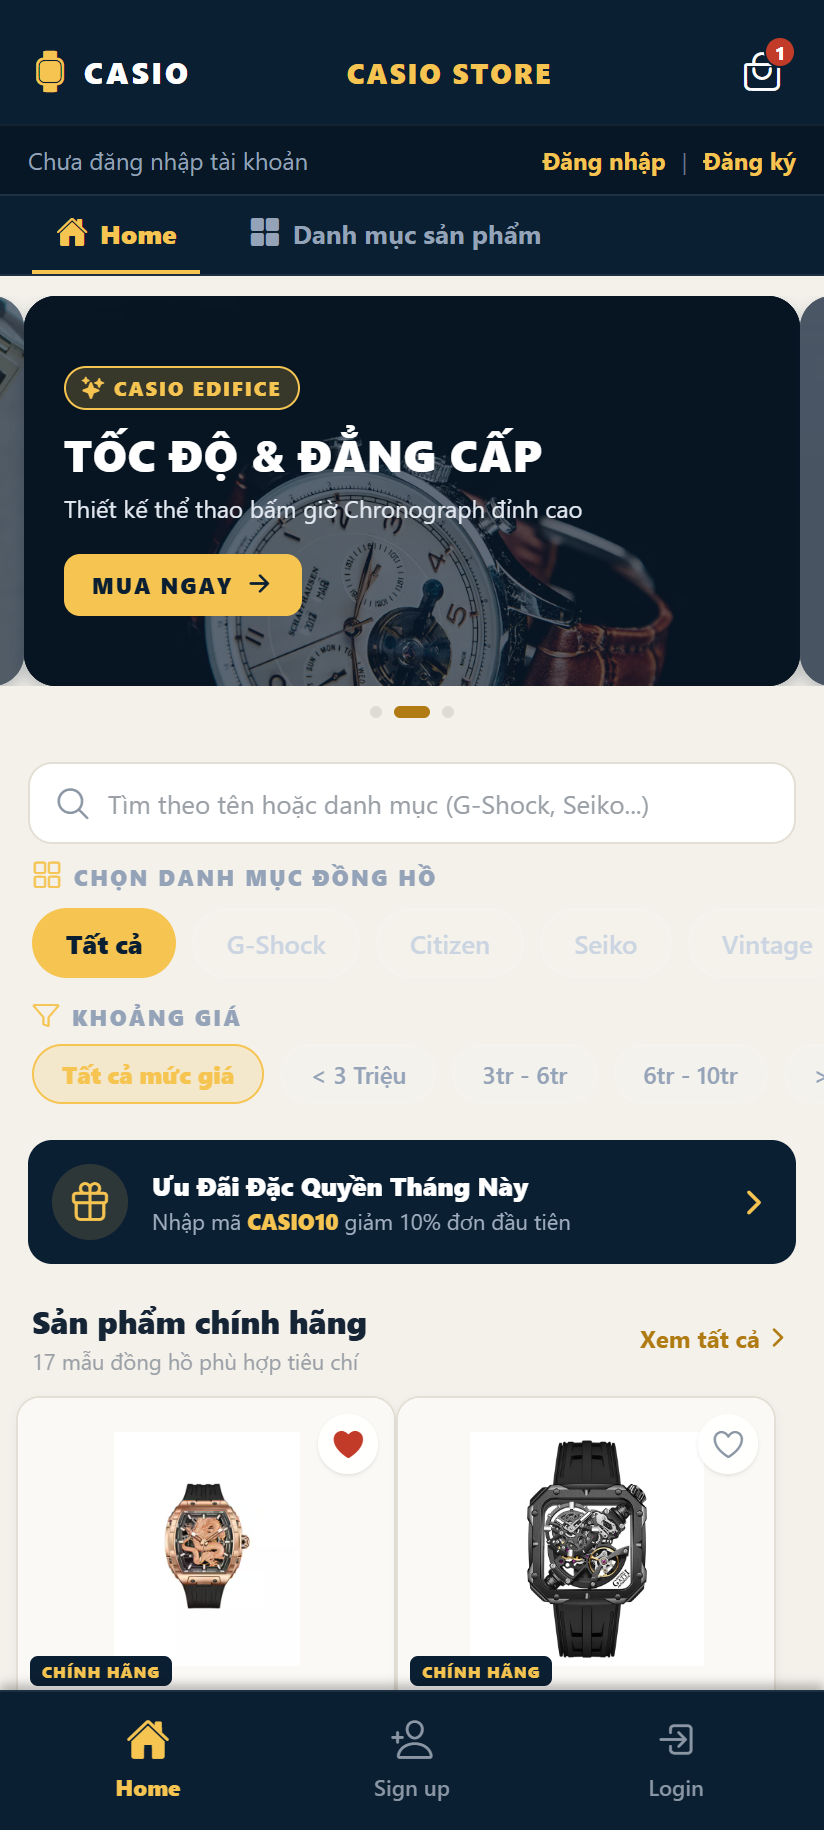 CASIO
CASIO STORE
1
Chưa đăng nhập tài khoản
Đăng nhập | Đăng ký
Home
Danh mục sản phẩm
CASIO EDIFICE
TỐC ĐỘ & ĐẲNG CẤP
Thiết kế thể thao bấm giờ Chronograph đỉnh cao
MUA NGAY
Tìm theo tên hoặc danh mục (G-Shock, Seiko...)
CHỌN DANH MỤC ĐỒNG HỒ
Tất cả
G-Shock
Citizen
Seiko
Vintage
KHOẢNG GIÁ
Tất cả mức giá
< 3 Triệu
3tr - 6tr
6tr - 10tr
>
Ưu Đãi Đặc Quyền Tháng Này
Nhập mã CASIO10 giảm 10% đơn đầu tiên
Sản phẩm chính hãng
Xem tất cả
17 mẫu đồng hồ phù hợp tiêu chí
CHÍNH HÃNG
CHÍNH HÃNG
Home
Sign up
Login